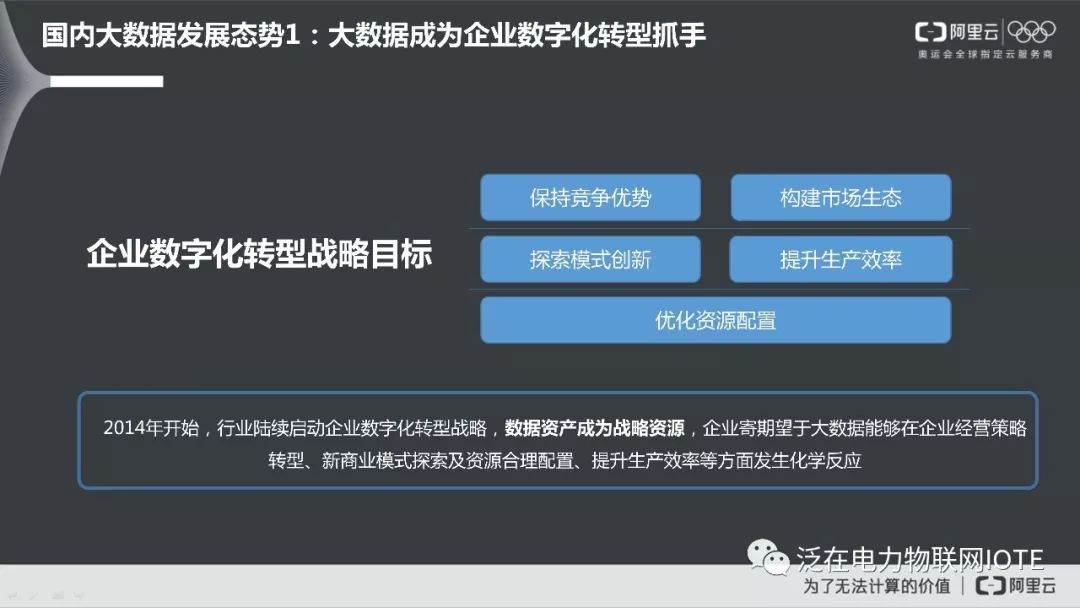 国内大数据发展态势1：大数据成为企业数字化转型抓手
阿里云
奥运会全球指定云服务商
保持竞争优势
构建市场生态
企业数字化转型战略目标
探索模式创新
提升生产效率
优化资源配置
2014年开始，行业陆续启动企业数字化转型战略，数据资产成为战略资源，企业寄期望于大数据能够在企业经营策略
转型、新商业模式探索及资源合理配置、提升生产效率等方面发生化学反应
泛在电力物联网IOTE
为了无法计算的价值
阿里云